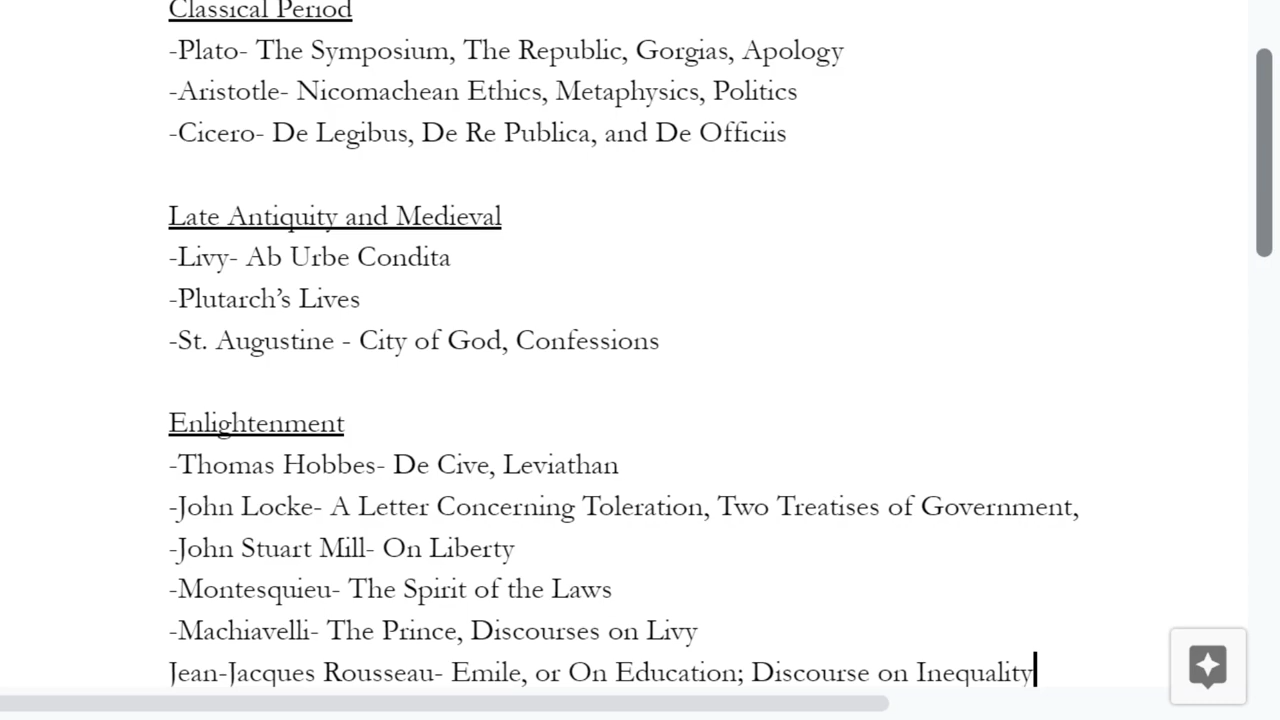 Classical Period
-Plato- The Symposium, The Republic, Gorgias, Apology
-Aristotle- Nicomachean Ethics, Metaphysics, Politics
-Cicero- De Legibus, De Re Publica, and De Officiis
Late Antiquity and Medieval
-Livy- Ab Urbe Condita
-Plutarch’s Lives
-St. Augustine - City of God, Confessions
Enlightenment
-Thomas Hobbes- De Cive, Leviathan
-John Locke- A Letter Concerning Toleration, Two Treatises of Government,
-John Stuart Mill- On Liberty
-Montesquieu- The Spirit of the Laws
-Machiavelli- The Prince, Discourses on Livy
Jean-Jacques Rousseau- Emile, or On Education; Discourse on Inequality